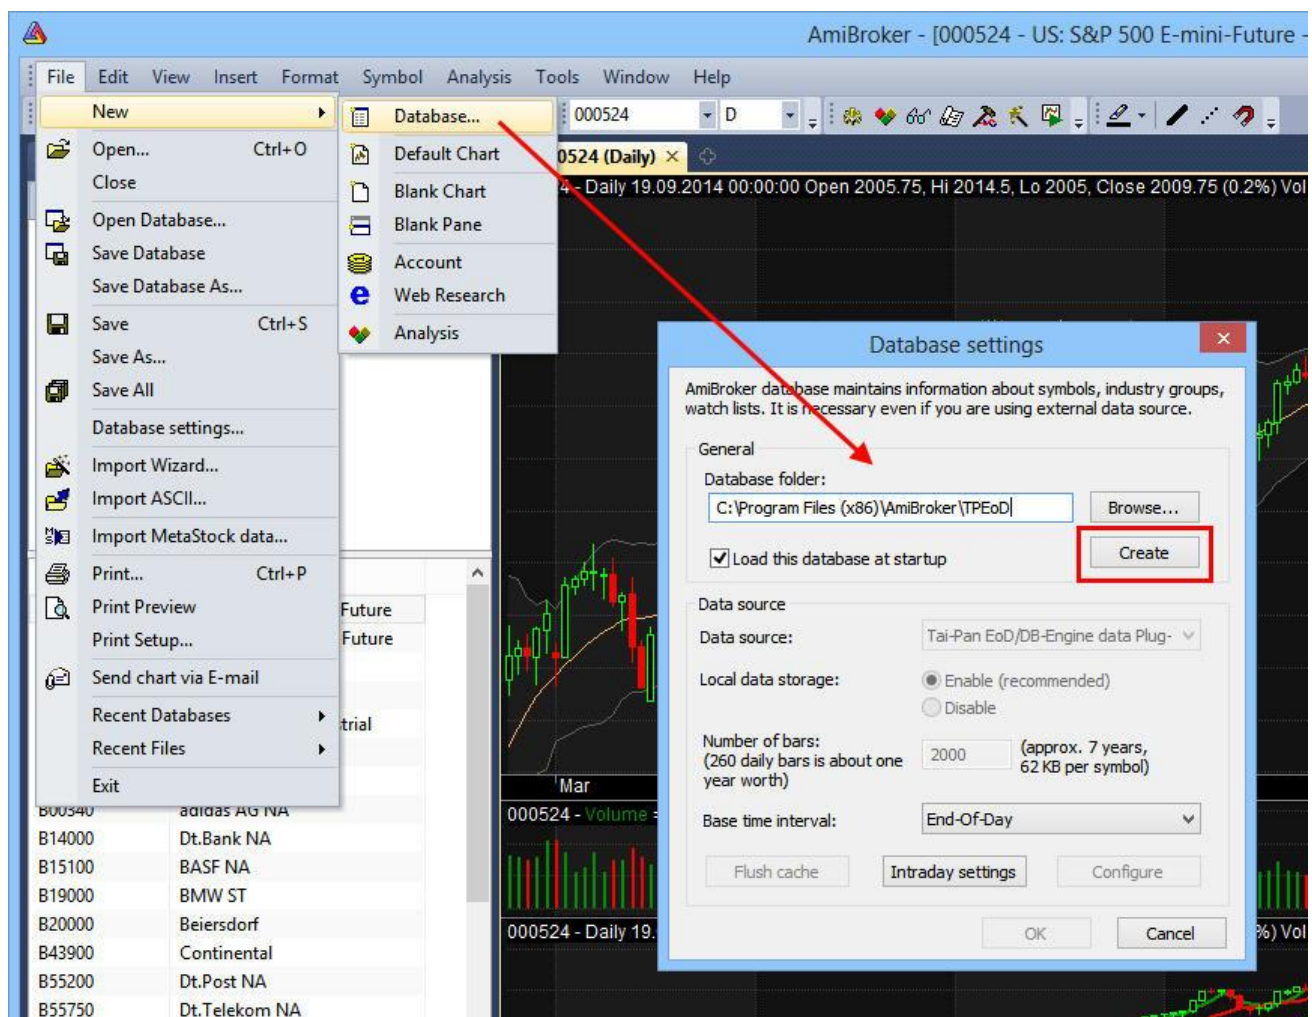 AmiBroker - [000524 - US: S&P 500 E-mini-Future -
File Edit View Insert Format Symbol Analysis Tools Window Help
New
Open... Ctrl+O
Close
Open Database...
Save Database
Save Database As...
Save Ctrl+S
Save As...
Save All
Database settings...
Import Wizard...
Import ASCII...
Import MetaStock data...
Print... Ctrl+P
Print Preview
Print Setup...
Send chart via E-mail
Recent Databases
Recent Files
Exit
Database...
Default Chart
Blank Chart
Blank Pane
Account
Web Research
Analysis
000524 D
0524 (Daily)
4 - Daily 19.09.2014 00:00:00 Open 2005.75, Hi 2014.5, Lo 2005, Close 2009.75 (0.2%) Vol
Database settings
AmiBroker database maintains information about symbols, industry groups,
watch lists. It is necessary even if you are using external data source.
General
Database folder:
C:\Program Files (x86)\AmiBroker\TPEoD
Browse...
Load this database at startup
Create
Data source
Data source: Tai-Pan EoD/DB-Engine data Plug-
Local data storage: Enable (recommended)
Disable
Number of bars:
(260 daily bars is about one
year worth)
2000
(approx. 7 years,
62 KB per symbol)
Base time interval: End-Of-Day
Flush cache Intraday settings Configure
OK Cancel
Future
Future
trial
B00340 adidas AG NA
B14000 Dt.Bank NA
B15100 BASF NA
B19000 BMW ST
B20000 Beiersdorf
B43900 Continental
B55200 Dt.Post NA
B55750 Dt.Telekom NA
Mar
000524 - Volume =
000524 - Daily 19.
%) Vol